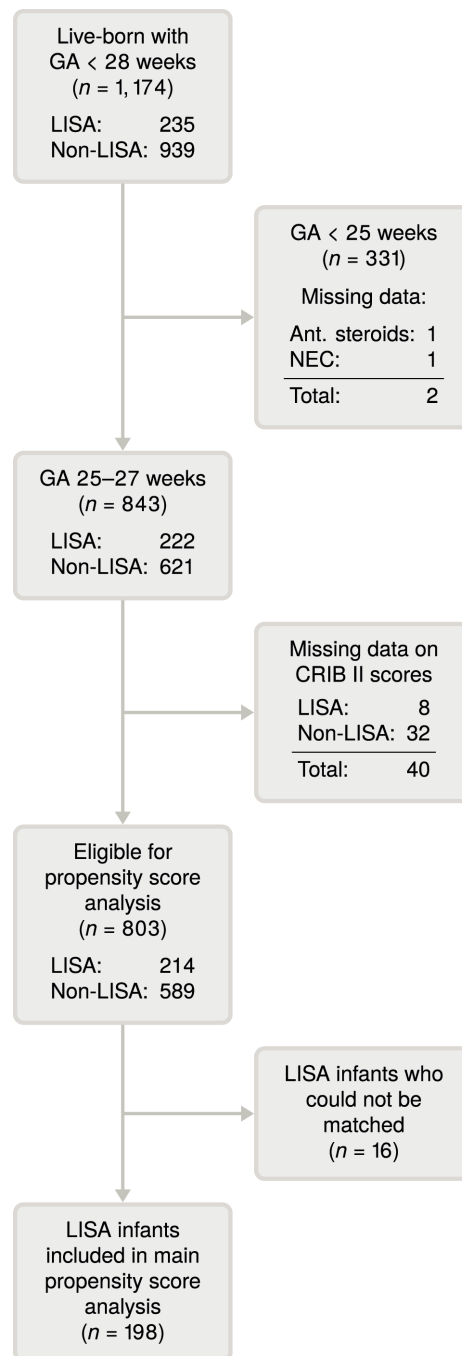 Live-born with
GA < 28 weeks
(n = 1,174)
LISA: 235
Non-LISA: 939
GA < 25 weeks
(n = 331)
Missing data:
Ant. steroids: 1
NEC: 1
Total: 2
GA 25–27 weeks
(n = 843)
LISA: 222
Non-LISA: 621
Missing data on
CRIB II scores
LISA: 8
Non-LISA: 32
Total: 40
Eligible for
propensity score
analysis
(n = 803)
LISA: 214
Non-LISA: 589
LISA infants who
could not be
matched
(n = 16)
LISA infants
included in main
propensity score
analysis
(n = 198)